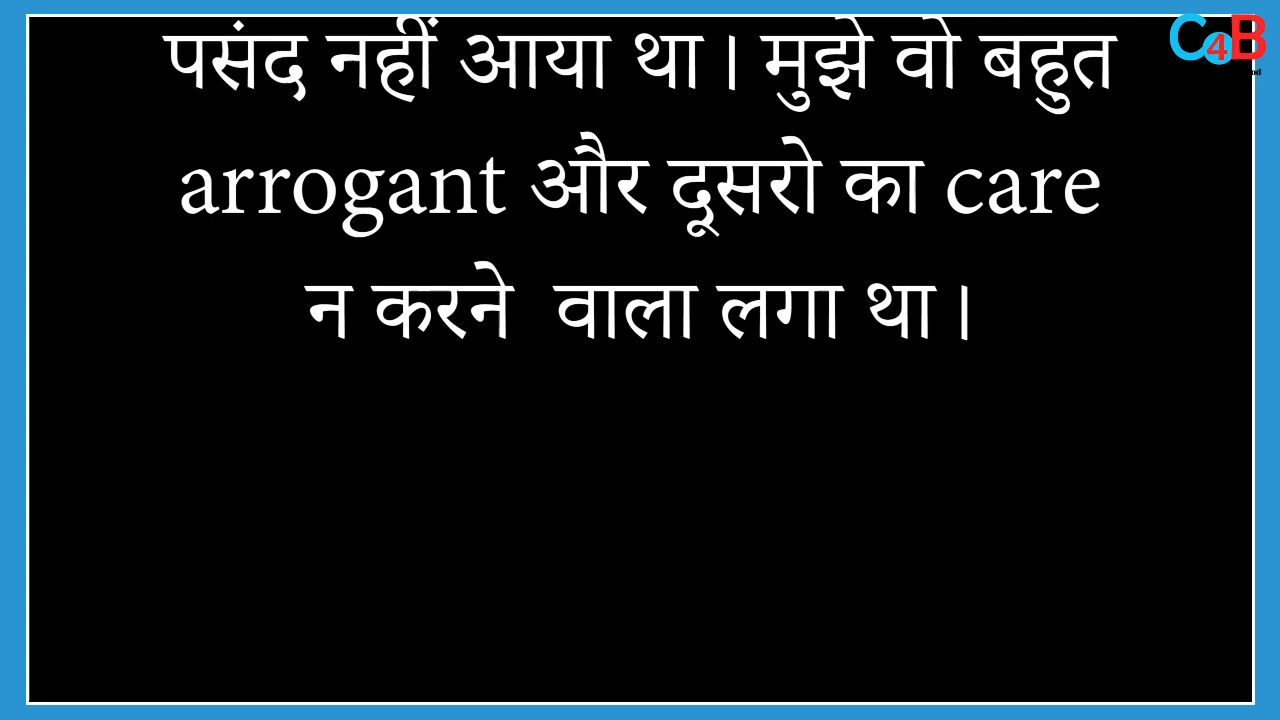 C4B
पसंद नहीं आया था। मुझे वो बहुत
arrogant और दूसरो का care
न करने  वाला लगा था।